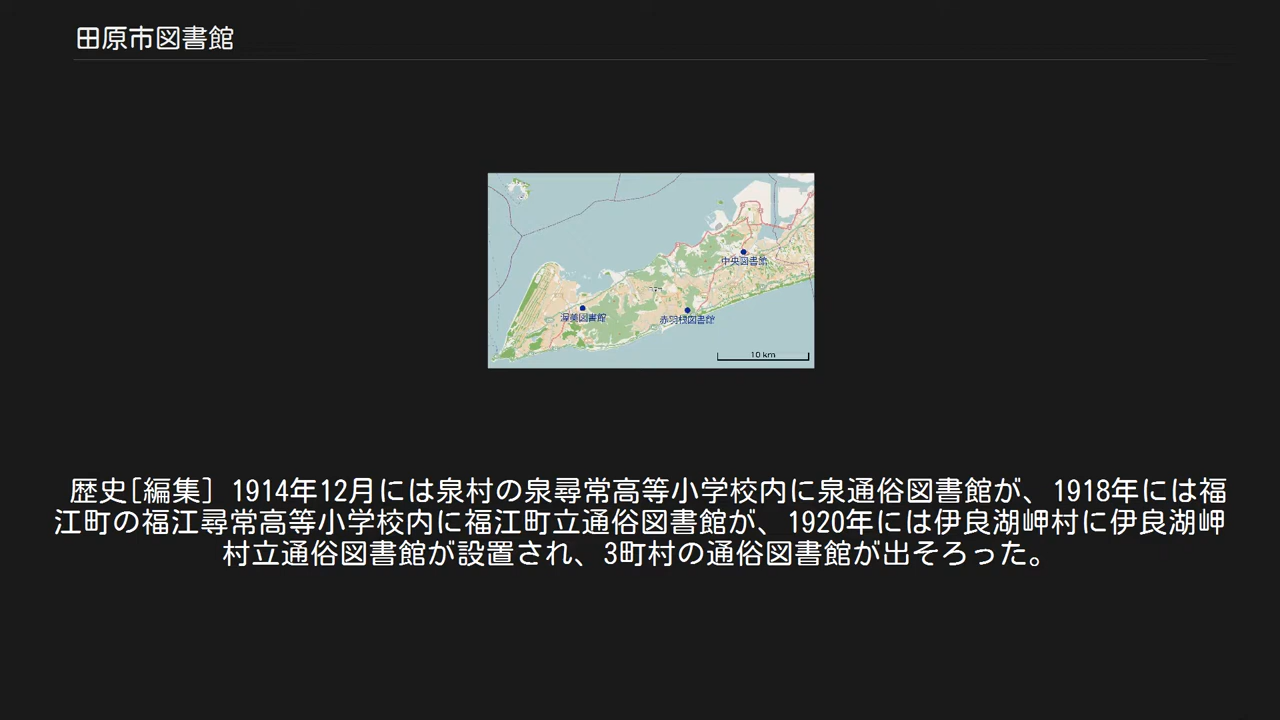 田原市図書館
中央図書館
渥美図書館
赤羽根図書館
10 km
歴史[編集] 1914年12月には泉村の泉尋常高等小学校内に泉通俗図書館が、1918年には福
江町の福江尋常高等小学校内に福江町立通俗図書館が、1920年には伊良湖岬村に伊良湖岬
村立通俗図書館が設置され、3町村の通俗図書館が出そろった。